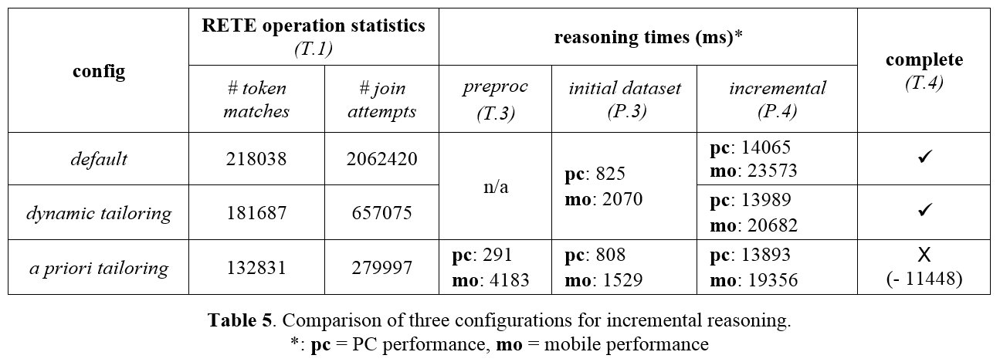 config
RETE operation statistics
(T.1)
reasoning times (ms)*
complete
(T.4)
# token
matches
# join
attempts
preproc
(T.3)
initial dataset
(P.3)
incremental
(P.4)
default
218038
2062420
n/a
pc: 825
mo: 2070
pc: 14065
mo: 23573
✓
dynamic tailoring
181687
657075
pc: 13989
mo: 20682
✓
a priori tailoring
132831
279997
pc: 291
mo: 4183
pc: 808
mo: 1529
pc: 13893
mo: 19356
X
(- 11448)
Table 5. Comparison of three configurations for incremental reasoning.
*: pc = PC performance, mo = mobile performance